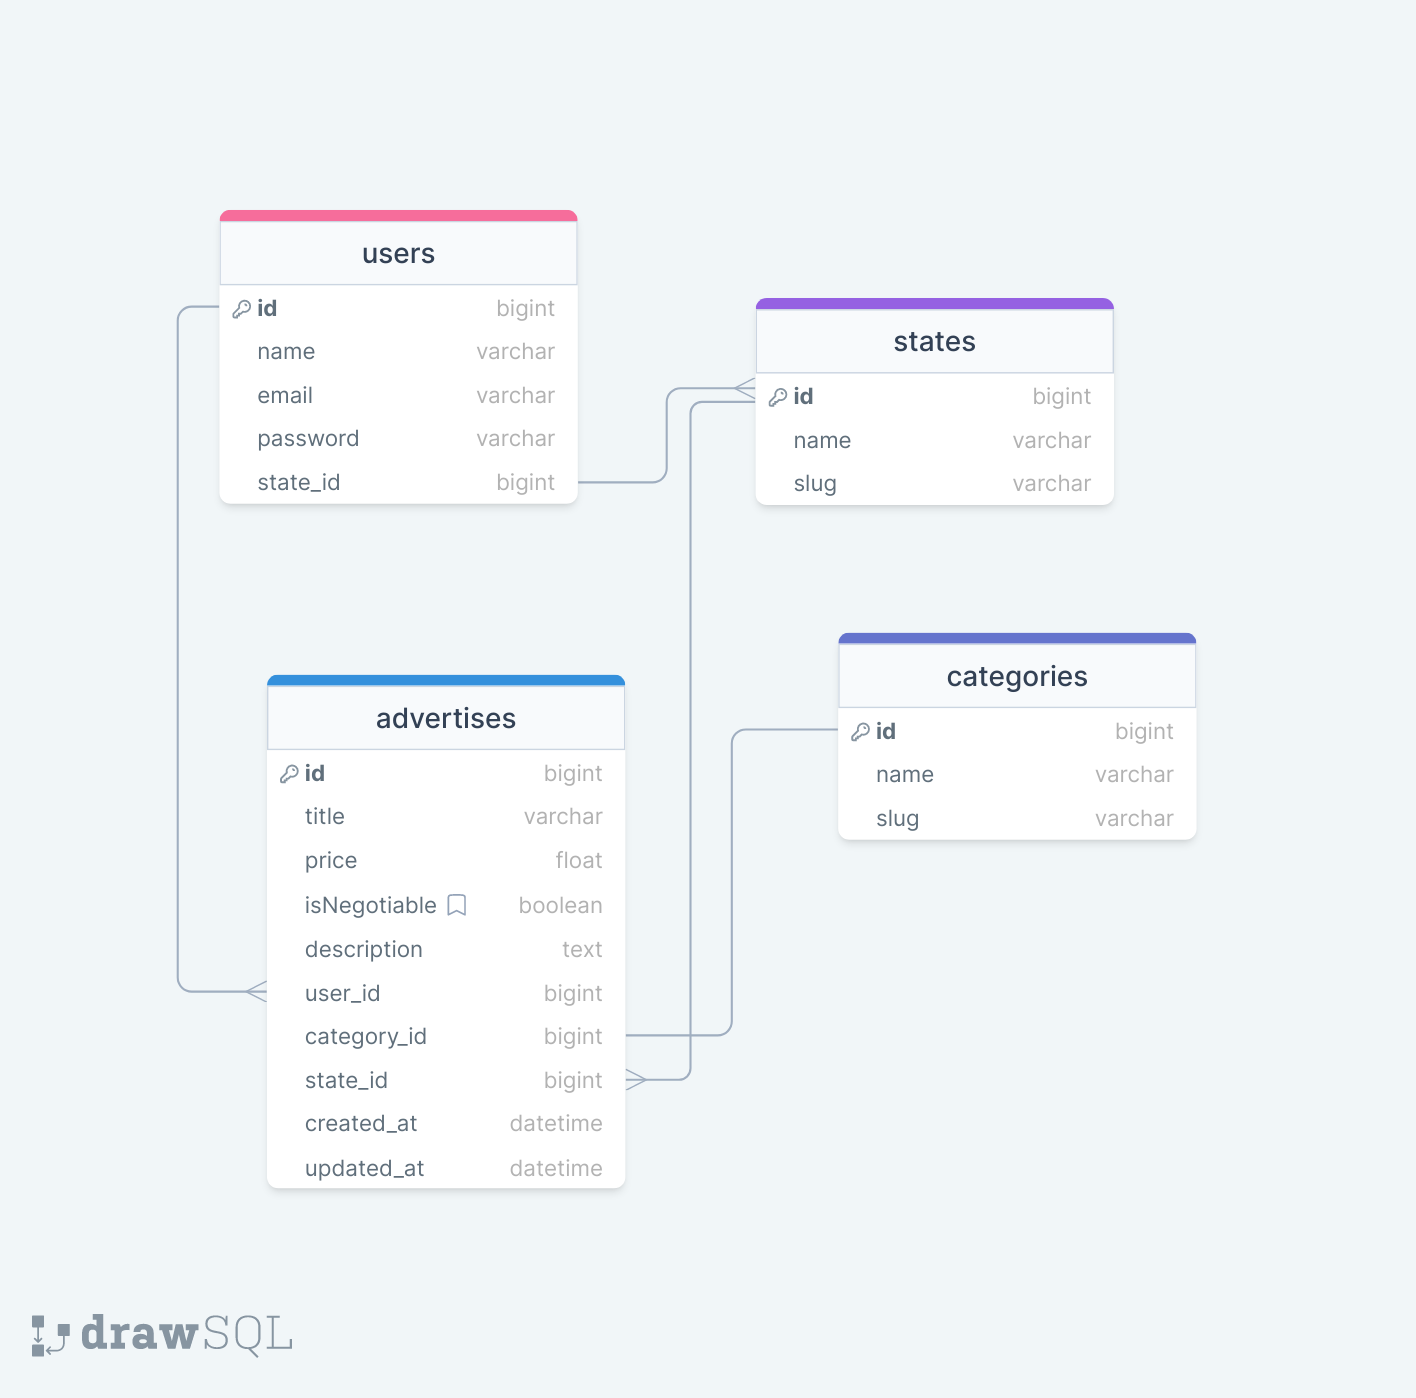 users
id bigint
name varchar
email varchar
password varchar
state_id bigint
states
id bigint
name varchar
slug varchar
advertises
id bigint
title varchar
price float
isNegotiable boolean
description text
user_id bigint
category_id bigint
state_id bigint
created_at datetime
updated_at datetime
categories
id bigint
name varchar
slug varchar
drawSQL